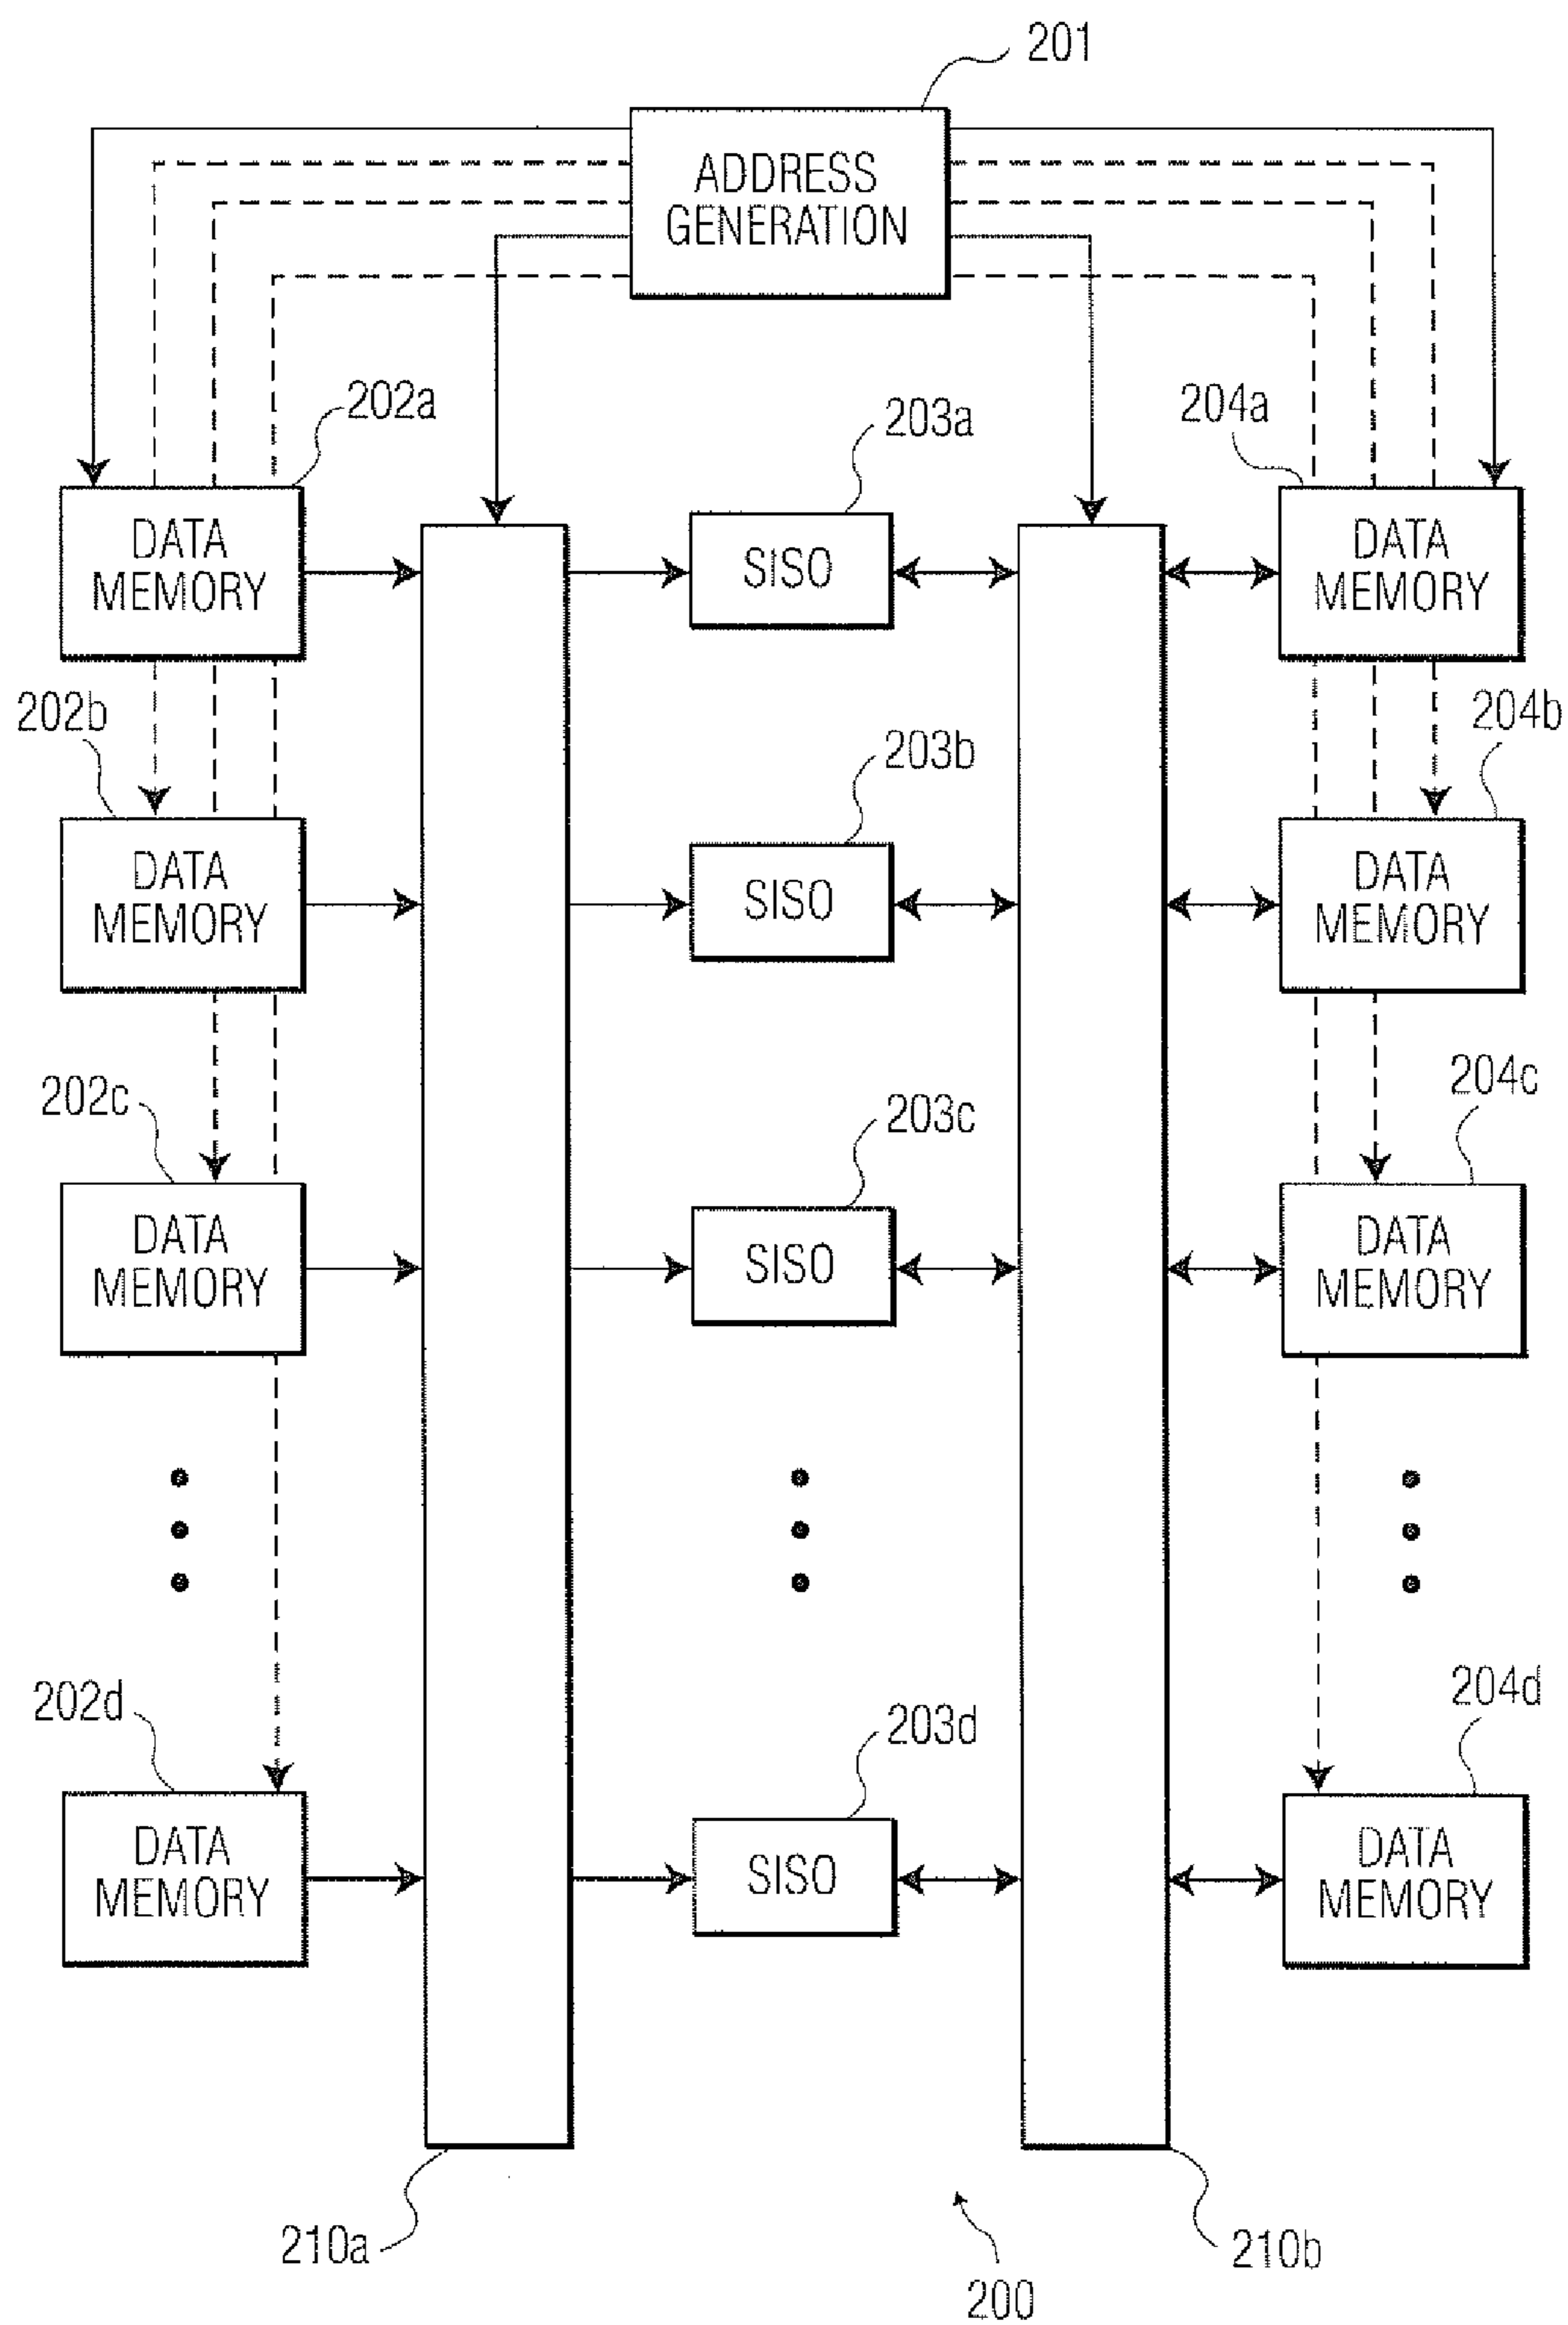 201
ADDRESS
GENERATION
202a
203a
204a
DATA
MEMORY
SISO
DATA
MEMORY
202b
203b
204b
DATA
MEMORY
SISO
DATA
MEMORY
202c
203c
204c
DATA
MEMORY
SISO
DATA
MEMORY
202d
203d
204d
DATA
MEMORY
SISO
DATA
MEMORY
210a
210b
200